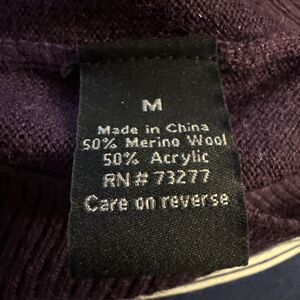 M
Made in China
50% Merino Wool
50% Acrylic
RN # 73277
Care on reverse